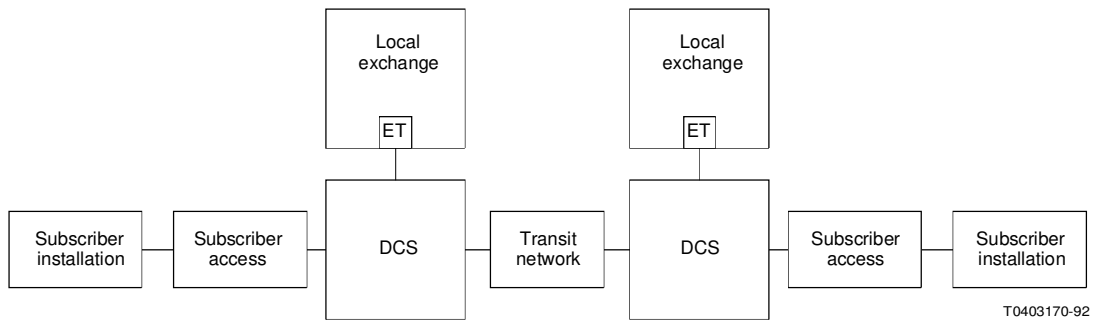 Local
exchange
ET
Local
exchange
ET
Subscriber
installation
Subscriber
access
DCS
Transit
network
DCS
Subscriber
access
Subscriber
installation
T0403170-92